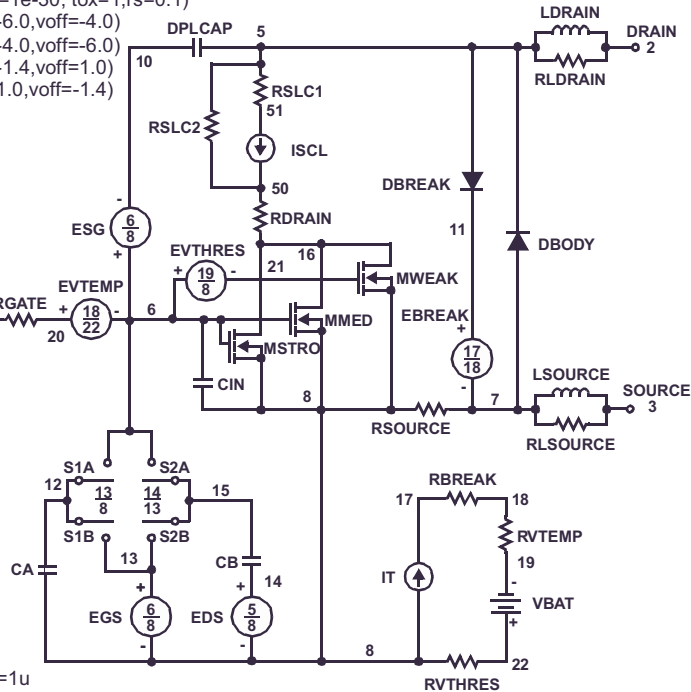 =1e-30, tox=1,rs=0.1)
-6.0,voff=-4.0)
-4.0,voff=-6.0)
-1.4,voff=1.0)
1.0,voff=-1.4)
DPLCAP
5
LDRAIN
DRAIN
2
10
RLDRAIN
RSLC1
51
RSLC2
ISCL
50
DBREAK
RDRAIN
ESG
6
8
-
+
11
DBODY
EVTHRES
+
19
8
-
21
16
MWEAK
RGATE
EVTEMP
+
18
22
-
20
6
EBREAK
+
17
18
-
MMED
MSTRO
CIN
8
7
LSOURCE
SOURCE
3
RSOURCE
RLSOURCE
S1A
S2A
12
13
8
14
13
15
S1B
S2B
13
CA
CB
14
+
+
EGS
6
8
EDS
5
8
-
-
RBREAK
17
18
RVTEMP
19
IT
-
VBAT
+
8
22
RVTHRES
=1u